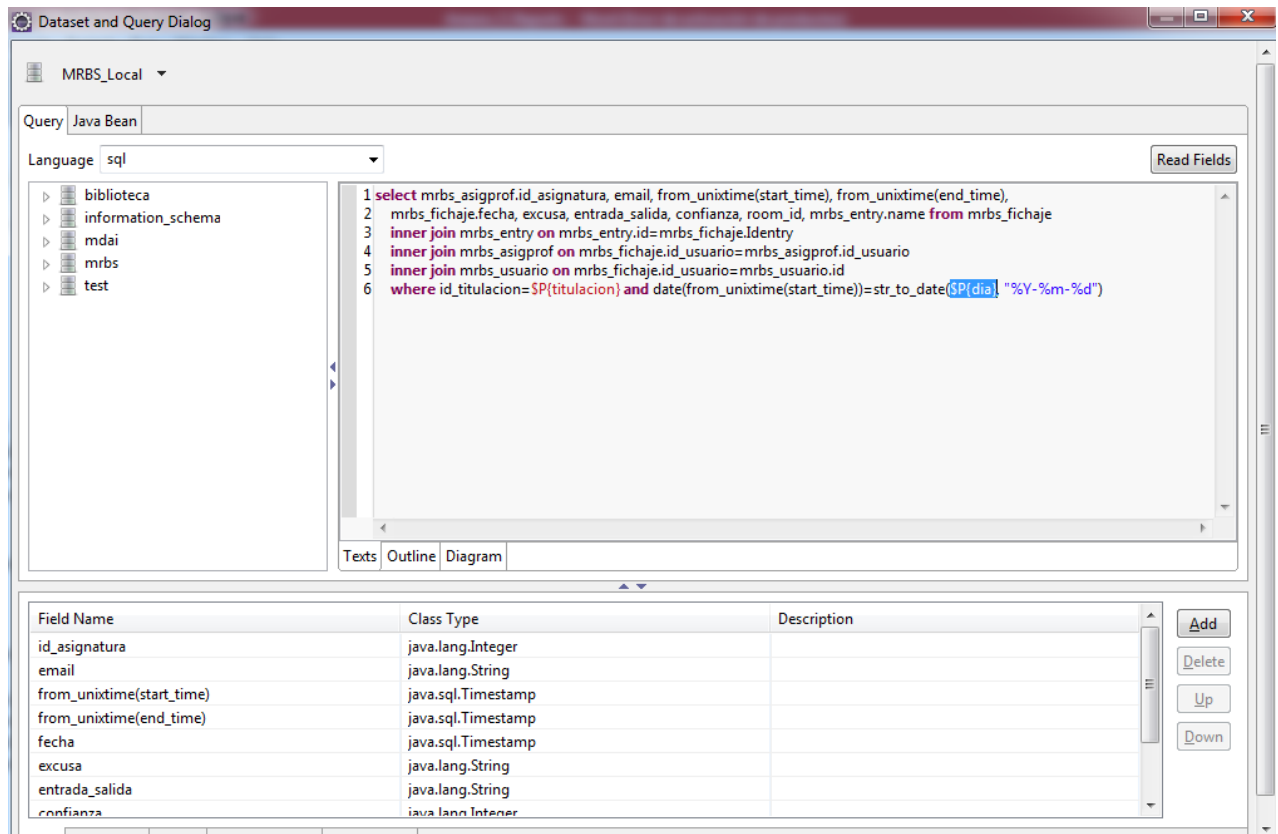 Dataset and Query Dialog
MRBS_Local
Query Java Bean
Language sql Read Fields
biblioteca
information_schema
mdai
mrbs
test
1 select mrbs_asigprof.id_asignatura, email, from_unixtime(start_time), from_unixtime(end_time),
2 mrbs_fichaje.fecha, excusa, entrada_salida, confianza, room_id, mrbs_entry.name from mrbs_fichaje
3 inner join mrbs_entry on mrbs_entry.id=mrbs_fichaje.Identry
4 inner join mrbs_asigprof on mrbs_fichaje.id_usuario=mrbs_asigprof.id_usuario
5 inner join mrbs_usuario on mrbs_fichaje.id_usuario=mrbs_usuario.id
6 where id_titulacion=$P{titulacion} and date(from_unixtime(start_time))=str_to_date($P{dia}, "%Y-%m-%d")
Texts Outline Diagram
Field Name Class Type Description
id_asignatura java.lang.Integer
email java.lang.String
from_unixtime(start_time) java.sql.Timestamp
from_unixtime(end_time) java.sql.Timestamp
fecha java.sql.Timestamp
excusa java.lang.String
entrada_salida java.lang.String
confianza java.lang.Integer
Add
Delete
Up
Down